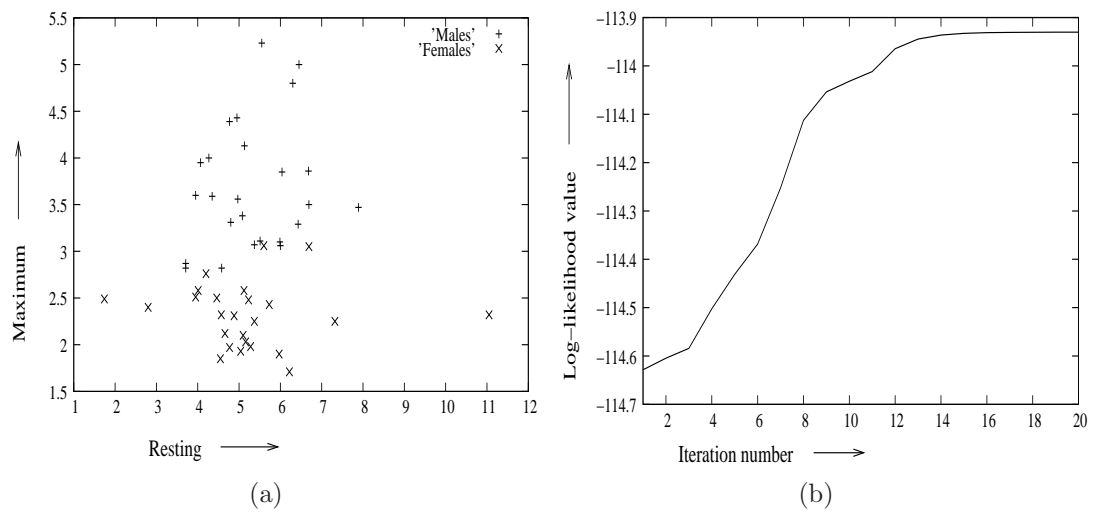 5.5
5
4.5
4
3.5
3
2.5
2
1.5
1 2 3 4 5 6 7 8 9 10 11 12
'Males'
'Females'
Maximum
Resting
(a)
−113.9
−114
−114.1
−114.2
−114.3
−114.4
−114.5
−114.6
−114.7
2 4 6 8 10 12 14 16 18 20
Log−likelihood value
Iteration number
(b)